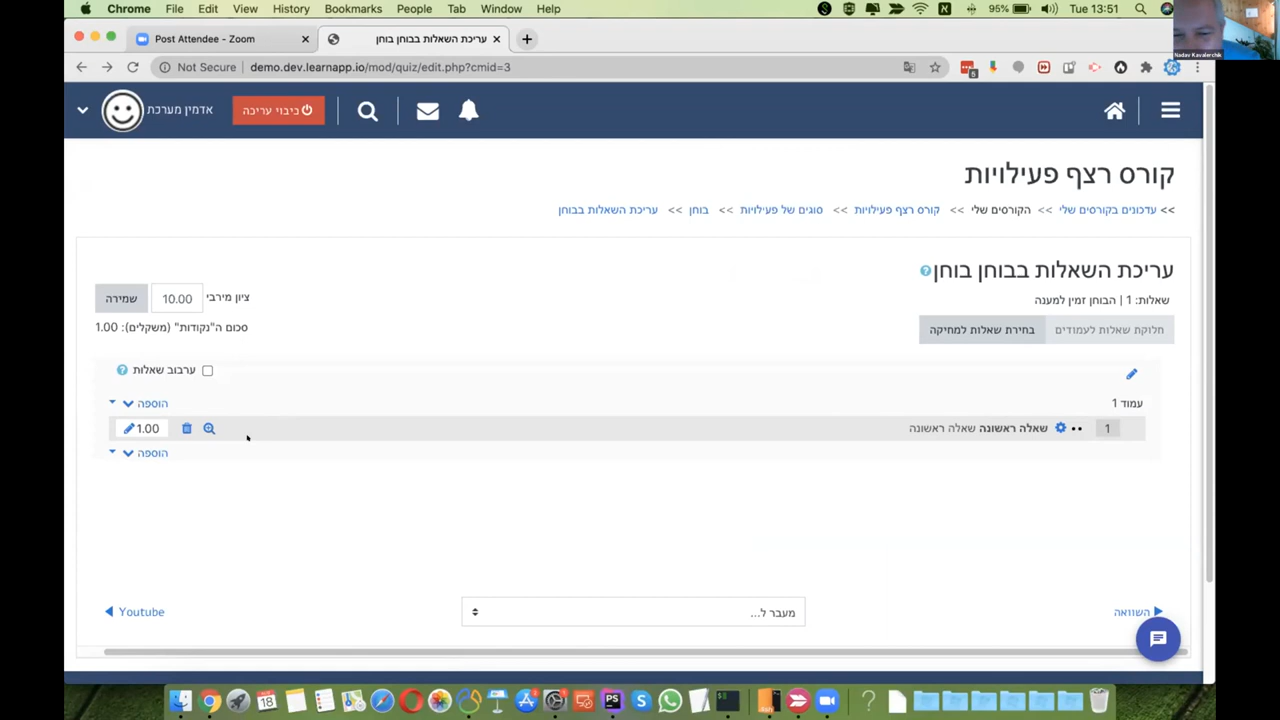 Chrome File Edit View History Bookmarks People Tab Window Help
95% Tue 13:51
Post Attendee - Zoom
עריכת השאלות בבוחן בוחן
Not Secure demo.dev.learnapp.io/mod/quiz/edit.php?cmid=3
Nadav Kavalerchik
אדמין מערכת
כיבוי עריכה
קורס רצף פעילויות
>> עדכונים בקורסים שלי >> הקורסים שלי >> קורס רצף פעילויות >> סוגים של פעילויות >> בוחן >> עריכת השאלות בבוחן
עריכת השאלות בבוחן בוחן
שאלות: 1 | הבוחן זמין למענה
ציון מירבי 10.00 שמירה
סכום ה"נקודות" (משקלים): 1.00
חלוקת שאלות לעמודים בחירת שאלות למחיקה
ערבוב שאלות
עמוד 1
הוספה
1 שאלה ראשונה שאלה ראשונה 1.00
הוספה
השוואה
מעבר ל...
Youtube